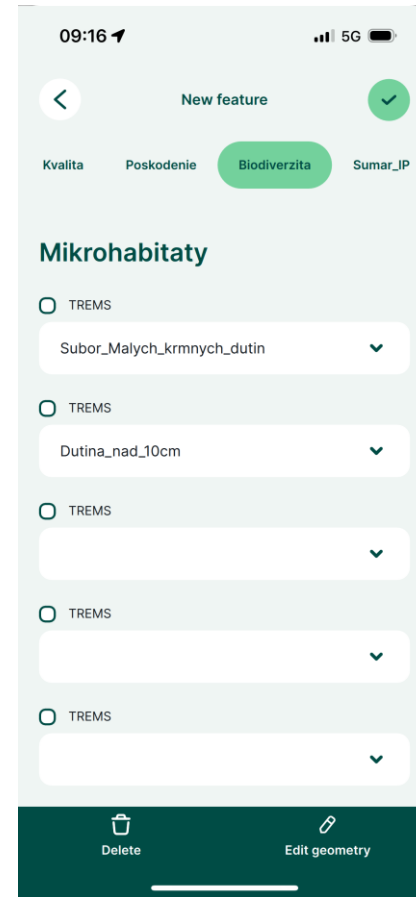 09:16 5G
New feature
Kvalita Poskodenie Biodiverzita Sumar_IP
Mikrohabitaty
TREMS
Subor_Malych_krmnych_dutin
TREMS
Dutina_nad_10cm
TREMS
TREMS
TREMS
Delete Edit geometry